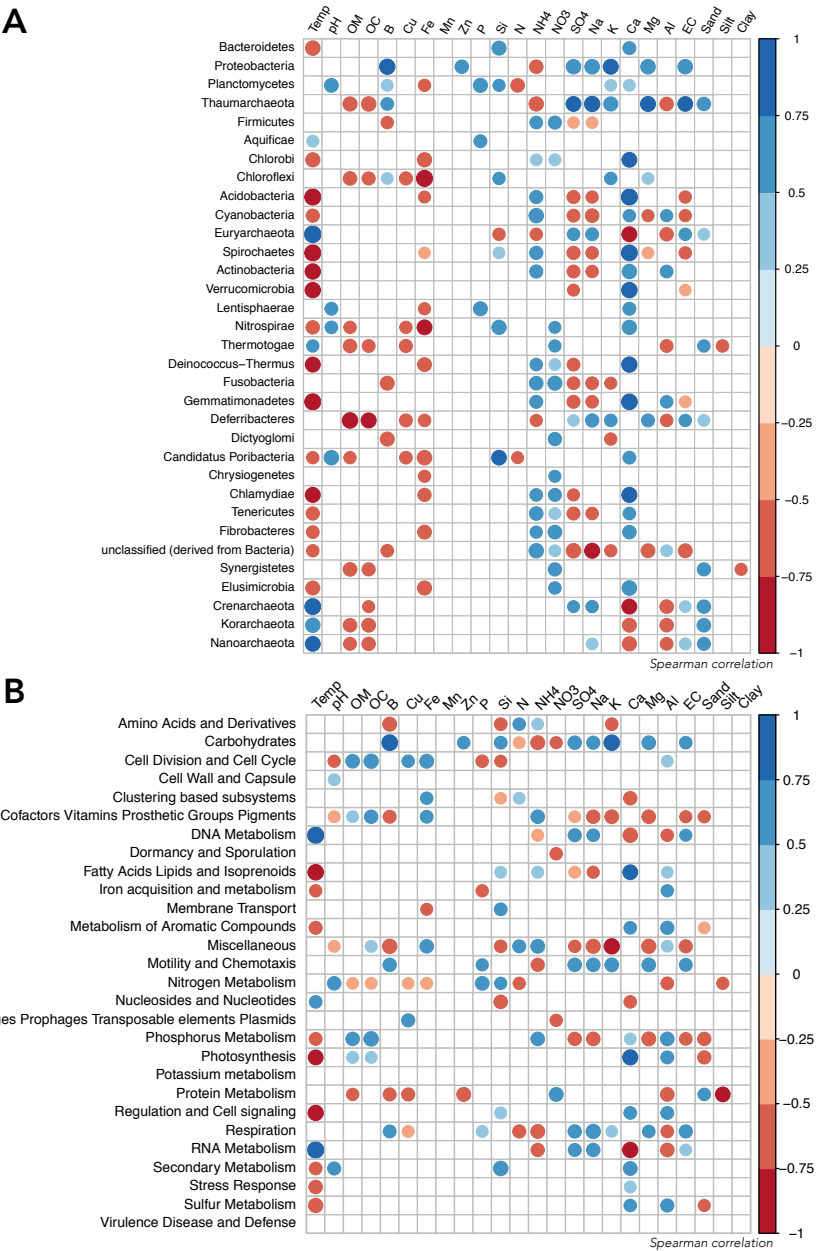 A
Temp pH OM OC B Cu Fe Mn Zn P Si N NH4 NO3 SO4 Na K Ca Mg Al EC Sand Silt Clay
Bacteroidetes
Proteobacteria
Planctomycetes
Thaumarchaeota
Firmicutes
Aquificae
Chlorobi
Chloroflexi
Acidobacteria
Cyanobacteria
Euryarchaeota
Spirochaetes
Actinobacteria
Verrucomicrobia
Lentisphaerae
Nitrospirae
Thermotogae
Deinococcus−Thermus
Fusobacteria
Gemmatimonadetes
Deferribacteres
Dictyoglomi
Candidatus Poribacteria
Chrysiogenetes
Chlamydiae
Tenericutes
Fibrobacteres
unclassified (derived from Bacteria)
Synergistetes
Elusimicrobia
Crenarchaeota
Korarchaeota
Nanoarchaeota
1
0.75
0.5
0.25
0
−0.25
−0.5
−0.75
−1
Spearman correlation
B
Temp pH OM OC B Cu Fe Mn Zn P Si N NH4 NO3 SO4 Na K Ca Mg Al EC Sand Silt Clay
Amino Acids and Derivatives
Carbohydrates
Cell Division and Cell Cycle
Cell Wall and Capsule
Clustering based subsystems
Cofactors Vitamins Prosthetic Groups Pigments
DNA Metabolism
Dormancy and Sporulation
Fatty Acids Lipids and Isoprenoids
Iron acquisition and metabolism
Membrane Transport
Metabolism of Aromatic Compounds
Miscellaneous
Motility and Chemotaxis
Nitrogen Metabolism
Nucleosides and Nucleotides
ges Prophages Transposable elements Plasmids
Phosphorus Metabolism
Photosynthesis
Potassium metabolism
Protein Metabolism
Regulation and Cell signaling
Respiration
RNA Metabolism
Secondary Metabolism
Stress Response
Sulfur Metabolism
Virulence Disease and Defense
1
0.75
0.5
0.25
0
−0.25
−0.5
−0.75
−1
Spearman correlation